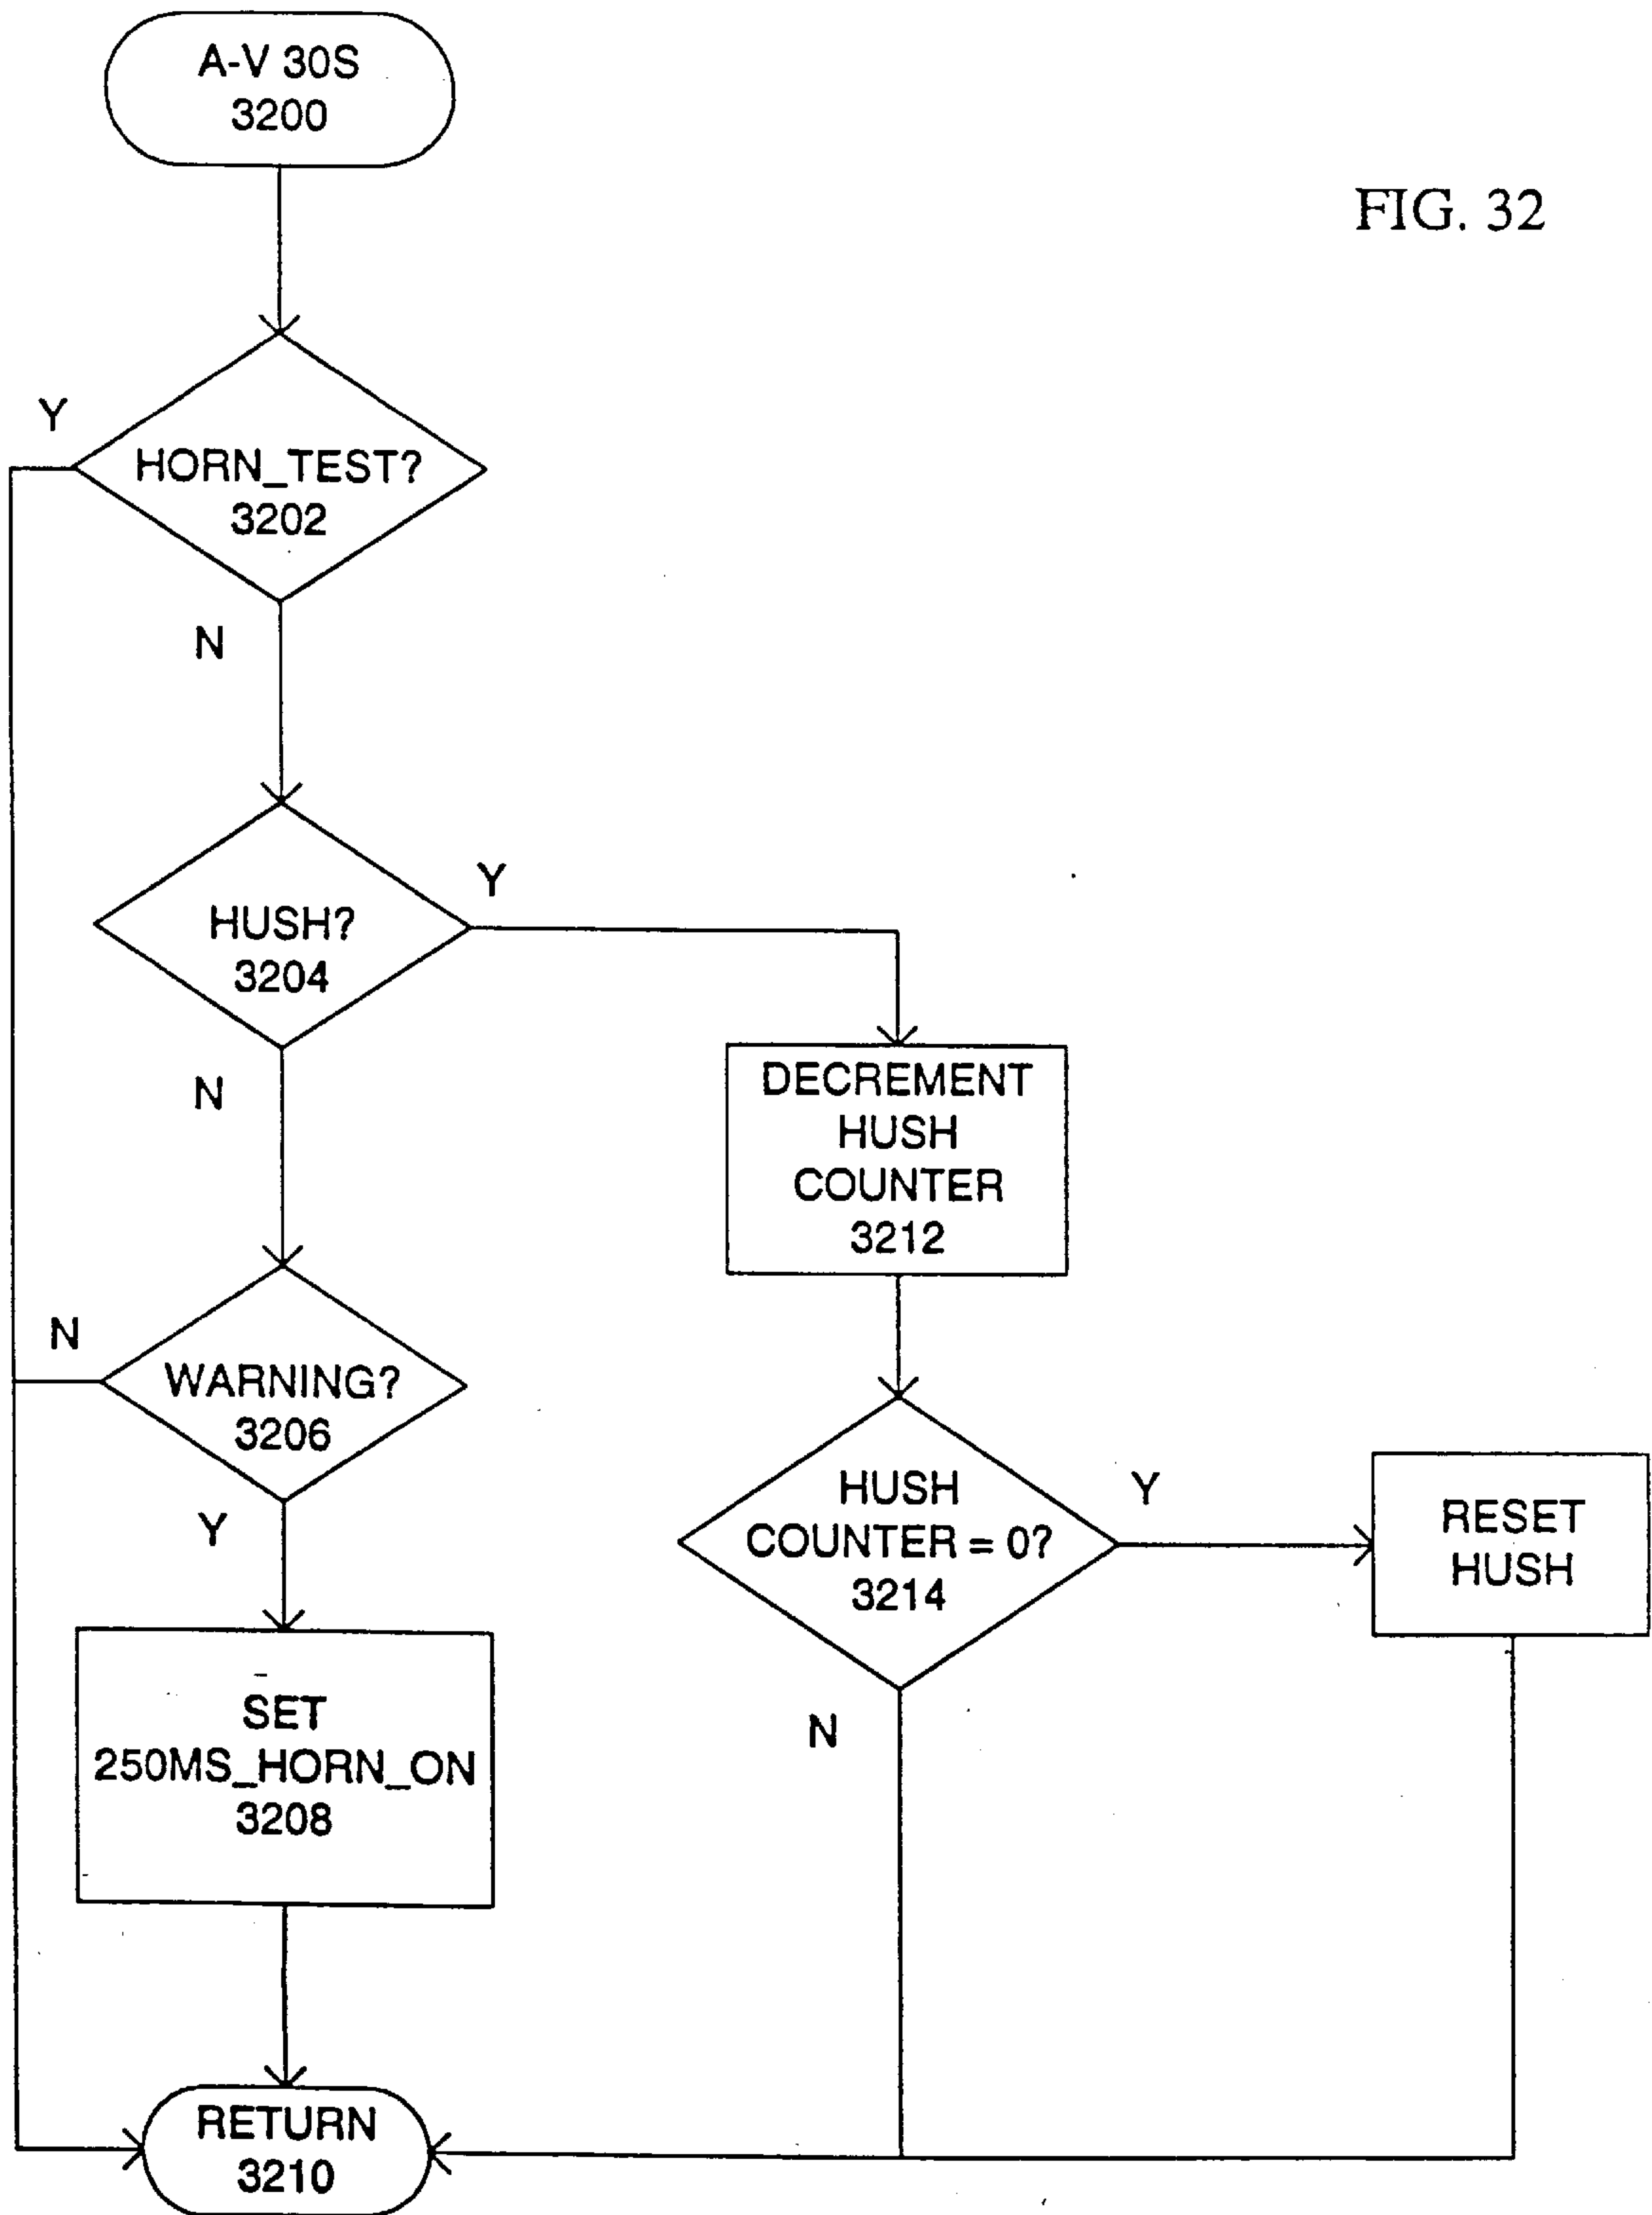 A-V 30S
3200
FIG. 32
Y
HORN_TEST?
3202
N
Y
HUSH?
3204
N
DECREMENT
HUSH
COUNTER
3212
N
WARNING?
3206
Y
HUSH
COUNTER = 0?
3214
Y
RESET
HUSH
N
SET
250MS_HORN_ON
3208
RETURN
3210